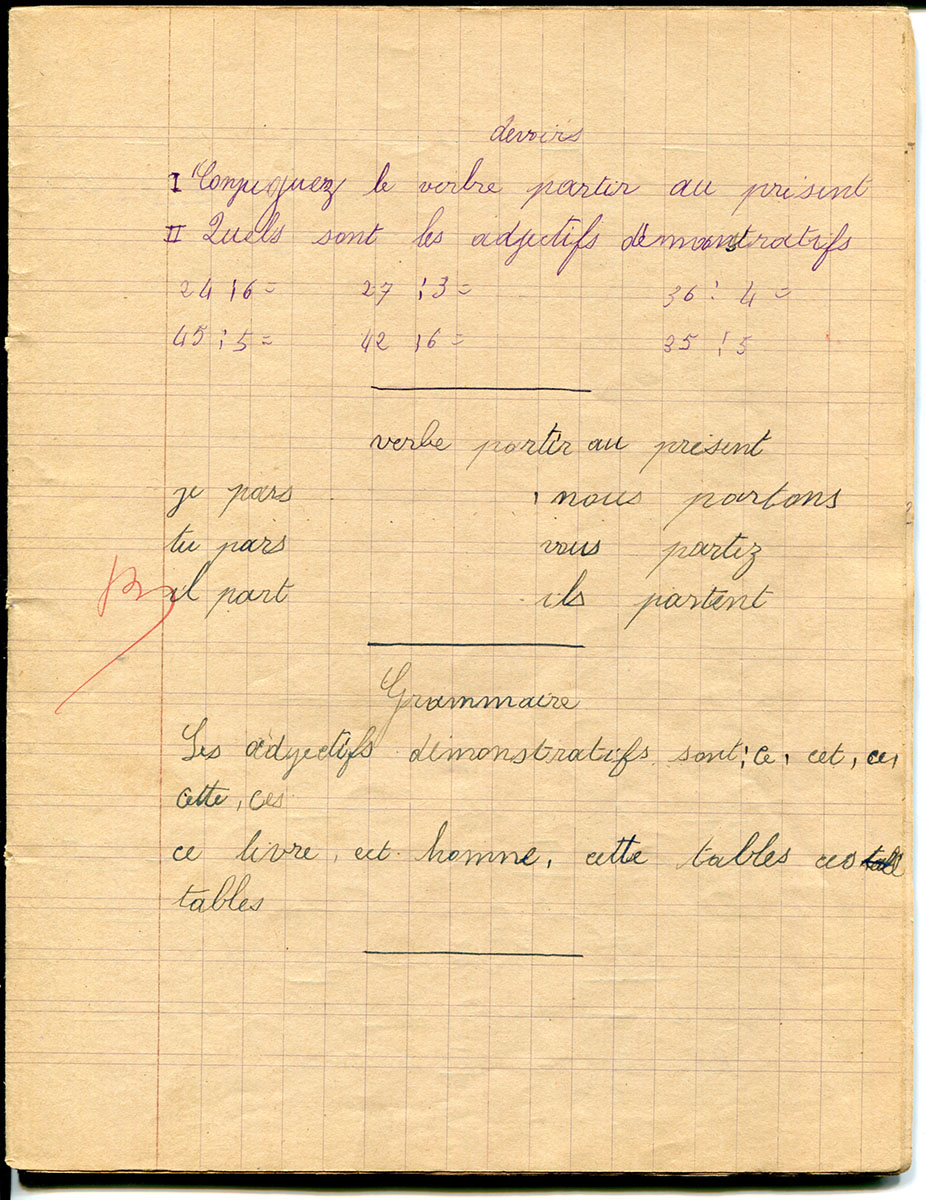 devoirs
I Conjuguez le verbe partir au présent
II Quels sont les adjectifs démonstratifs
24 : 6 = 27 : 3 = 36 : 4 =
45 : 5 = 42 : 6 = 35 : 5
verbe partir au présent
je pars nous partons
tu pars vous partez
il part ils partent
Grammaire
Les adjectifs démonstratifs sont : ce, cet, ces
cette, ces
ce livre, cet homme, cette tables ces
tables